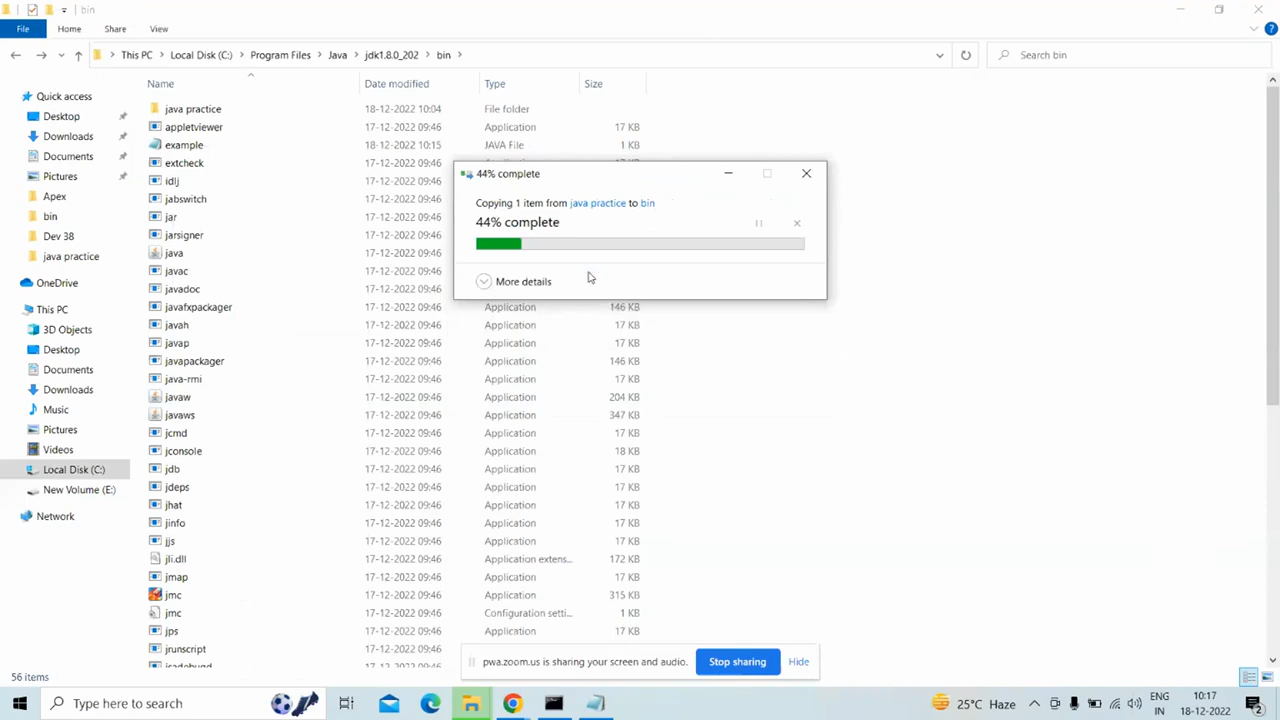 bin
File Home Share View
This PC Local Disk (C:) Program Files Java jdk1.8.0_202 bin Search bin
Name Date modified Type Size
Quick access
Desktop
Downloads
Documents
Pictures
Apex
bin
Dev 38
java practice
OneDrive
This PC
3D Objects
Desktop
Documents
Downloads
Music
Pictures
Videos
Local Disk (C:)
New Volume (E:)
Network
java practice 18-12-2022 10:04 File folder
appletviewer 17-12-2022 09:46 Application 17 KB
example 18-12-2022 10:15 JAVA File 1 KB
extcheck 17-12-2022 09:46
idlj 17-12-2022 09:46
jabswitch 17-12-2022 09:46
jar 17-12-2022 09:46
jarsigner 17-12-2022 09:46
java 17-12-2022 09:46
javac 17-12-2022 09:46
javadoc 17-12-2022 09:46
javafxpackager 17-12-2022 09:46 Application 146 KB
javah 17-12-2022 09:46 Application 17 KB
javap 17-12-2022 09:46 Application 17 KB
javapackager 17-12-2022 09:46 Application 146 KB
java-rmi 17-12-2022 09:46 Application 17 KB
javaw 17-12-2022 09:46 Application 204 KB
javaws 17-12-2022 09:46 Application 347 KB
jcmd 17-12-2022 09:46 Application 17 KB
jconsole 17-12-2022 09:46 Application 18 KB
jdb 17-12-2022 09:46 Application 17 KB
jdeps 17-12-2022 09:46 Application 17 KB
jhat 17-12-2022 09:46 Application 17 KB
jinfo 17-12-2022 09:46 Application 17 KB
jjs 17-12-2022 09:46 Application 17 KB
jli.dll 17-12-2022 09:46 Application extens... 172 KB
jmap 17-12-2022 09:46 Application 17 KB
jmc 17-12-2022 09:46 Application 315 KB
jmc 17-12-2022 09:46 Configuration setti... 1 KB
jps 17-12-2022 09:46 Application 17 KB
jrunscript 17-12-2022 09:46
jsadebugd 17-12-2022 09:46
44% complete
Copying 1 item from java practice to bin
44% complete
More details
pwa.zoom.us is sharing your screen and audio. Stop sharing Hide
56 items
Type here to search
25°C Haze
ENG
IN
10:17
18-12-2022
2